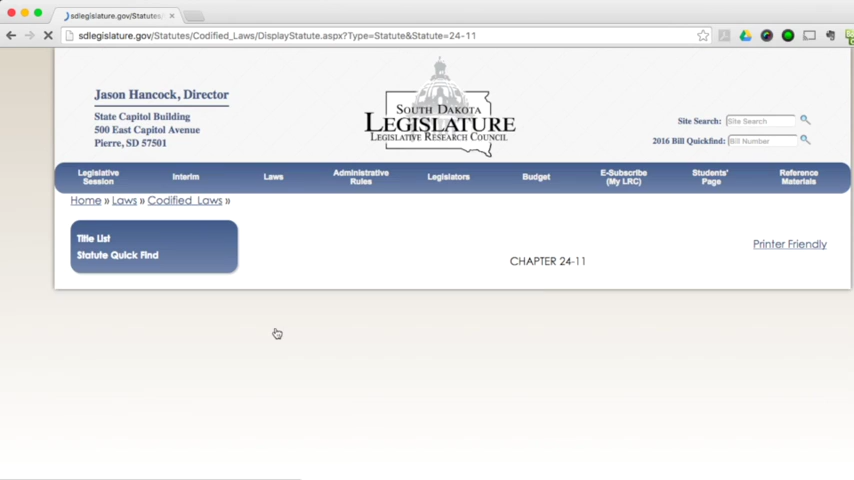 sdlegislature.gov/Statutes/
sdlegislature.gov/Statutes/Codified_Laws/DisplayStatute.aspx?Type=Statute&Statute=24-11
Jason Hancock, Director
State Capitol Building
500 East Capitol Avenue
Pierre, SD 57501
SOUTH DAKOTA
LEGISLATURE
LEGISLATIVE RESEARCH COUNCIL
Site Search: Site Search
2016 Bill Quickfind: Bill Number
Legislative Session
Interim
Laws
Administrative Rules
Legislators
Budget
E-Subscribe (My LRC)
Students' Page
Reference Materials
Home » Laws » Codified_Laws »
Title List
Statute Quick Find
Printer Friendly
CHAPTER 24-11